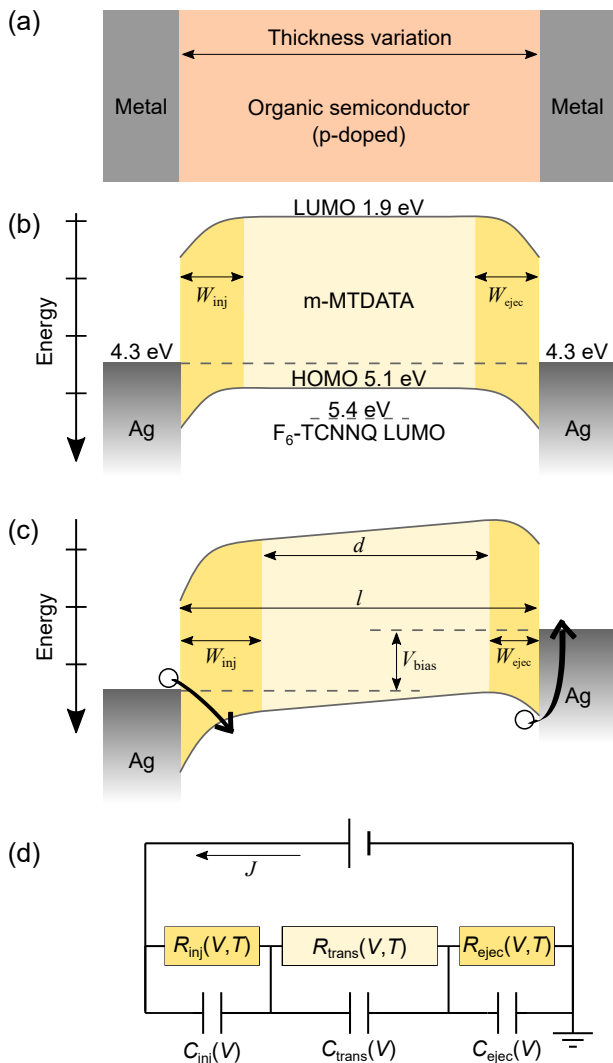 (a)
Thickness variation
Metal
Organic semiconductor
(p-doped)
Metal
(b)
LUMO 1.9 eV
W_inj
m-MTDATA
W_ejec
Energy
4.3 eV
4.3 eV
HOMO 5.1 eV
5.4 eV
F₆-TCNNQ LUMO
Ag
Ag
(c)
d
l
Energy
W_inj
V_bias
W_ejec
Ag
Ag
(d)
J
R_inj(V,T)
R_trans(V,T)
R_ejec(V,T)
C_inj(V)
C_trans(V)
C_ejec(V)